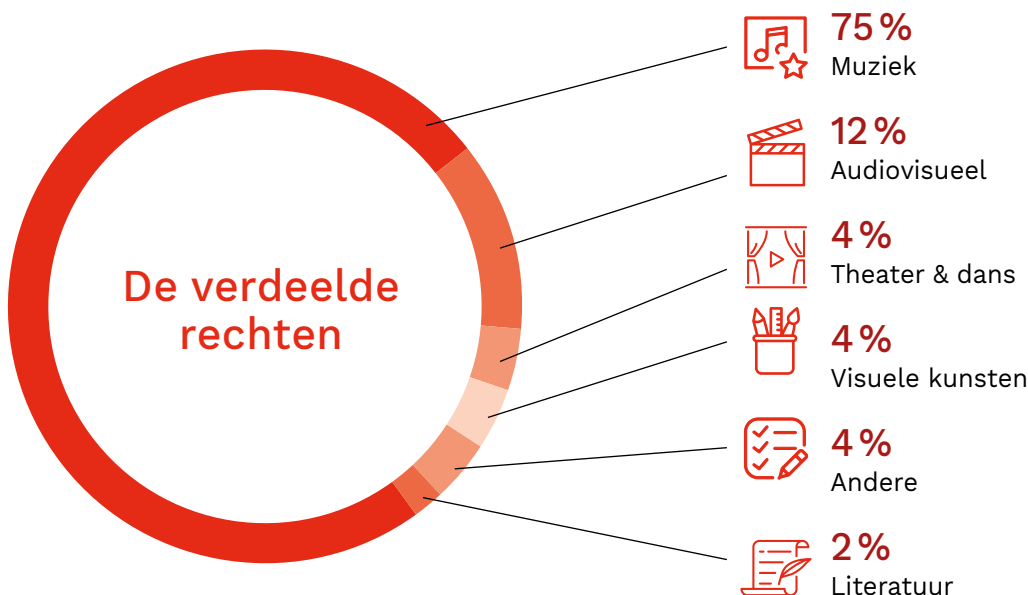 De verdeelde
rechten
75 %
Muziek
12 %
Audiovisueel
4 %
Theater & dans
4 %
Visuele kunsten
4 %
Andere
2 %
Literatuur